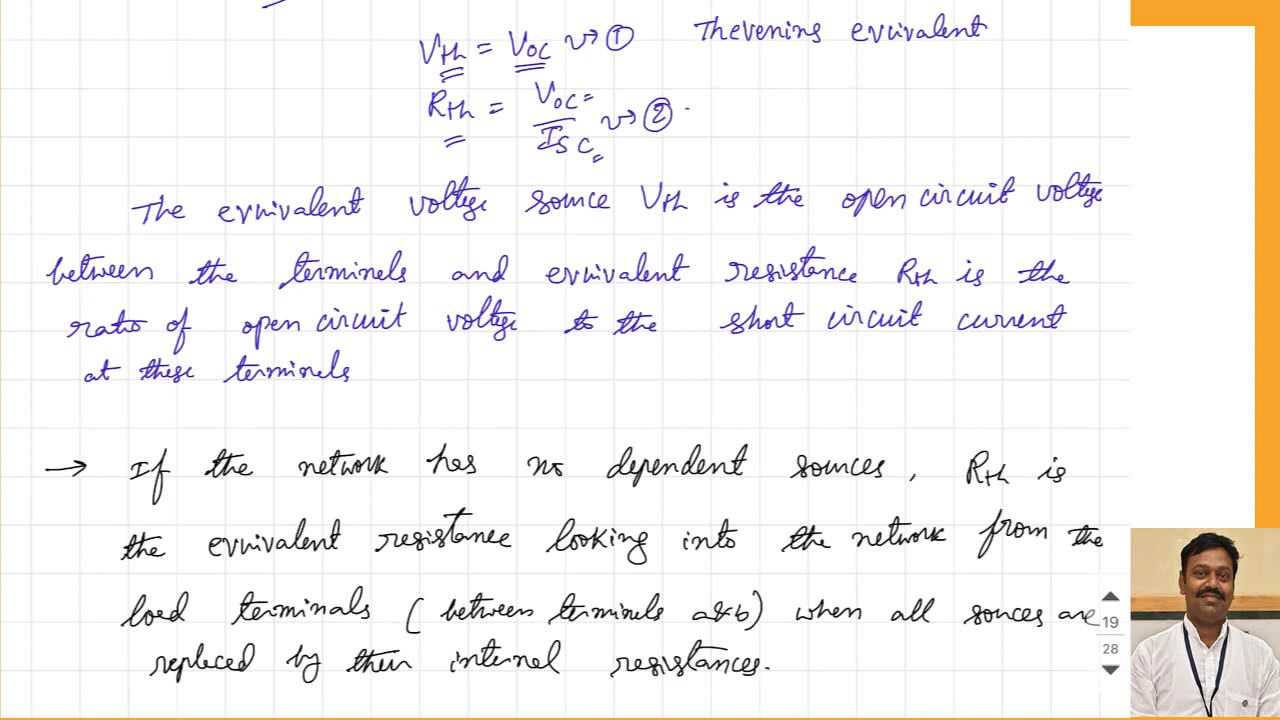 Vth = Voc → ① Thevenins equivalent
Rth = Voc / Isc → ②
The equivalent voltage source Vth is the open circuit voltage
between the terminals and equivalent resistance Rth is the
ratio of open circuit voltage to the short circuit current
at these terminals
→ If the network has no dependent sources, Rth is
the equivalent resistance looking into the network from the
load terminals (between terminals a&b) when all sources are
replaced by their internal resistances.
19
28